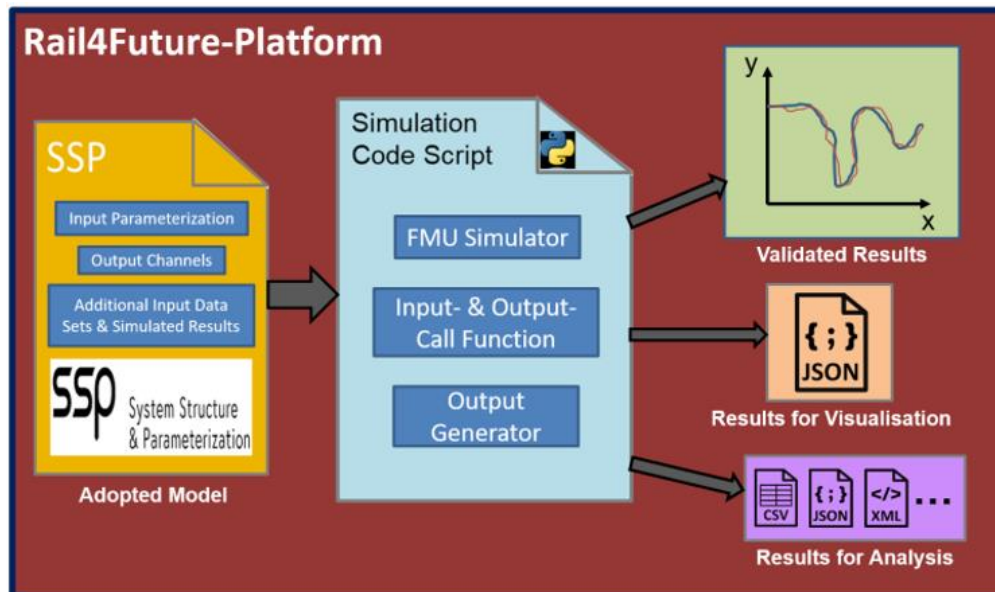 Rail4Future-Platform
SSP
Input Parameterization
Output Channels
Additional Input Data
Sets & Simulated Results
SSP
System Structure
& Parameterization
Adopted Model
Simulation
Code Script
FMU Simulator
Input- & Output-
Call Function
Output
Generator
y
x
Validated Results
{ ; }
JSON
Results for Visualisation
CSV
{ ; }
JSON
</>
XML
...
Results for Analysis